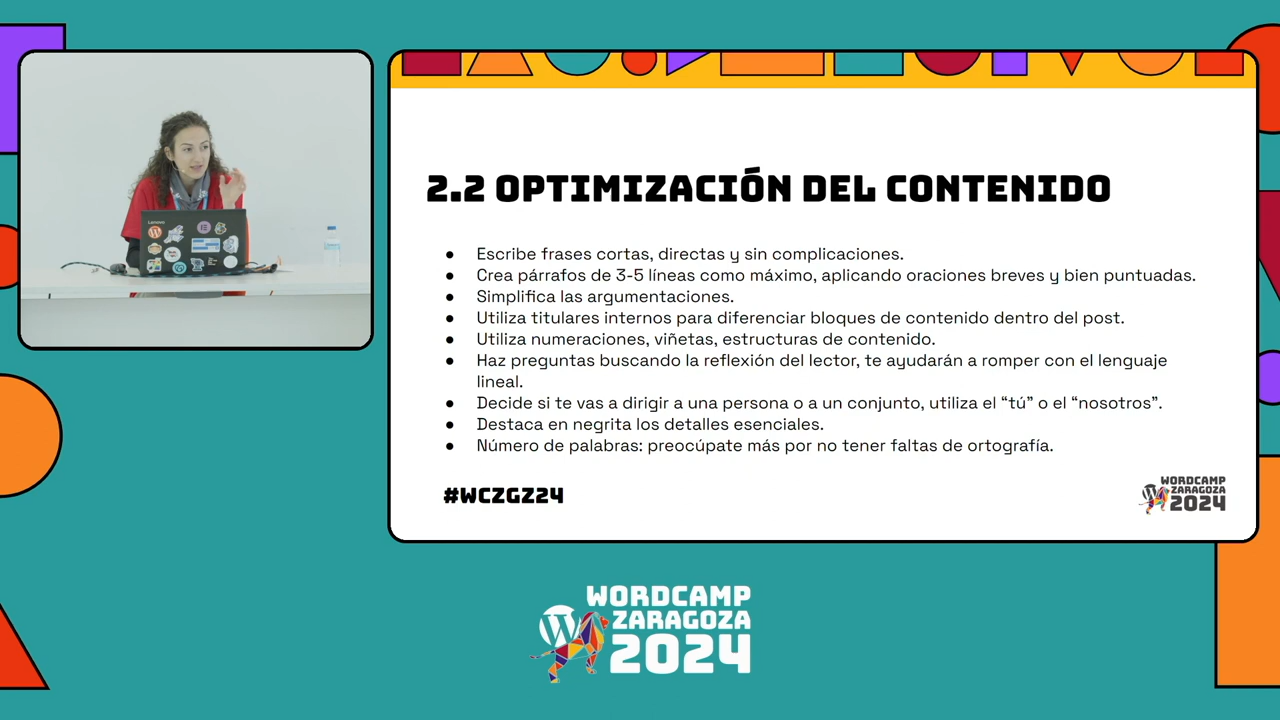 2.2 OPTIMIZACIÓN DEL CONTENIDO
● Escribe frases cortas, directas y sin complicaciones.
● Crea párrafos de 3-5 líneas como máximo, aplicando oraciones breves y bien puntuadas.
● Simplifica las argumentaciones.
● Utiliza titulares internos para diferenciar bloques de contenido dentro del post.
● Utiliza numeraciones, viñetas, estructuras de contenido.
● Haz preguntas buscando la reflexión del lector, te ayudarán a romper con el lenguaje
lineal.
● Decide si te vas a dirigir a una persona o a un conjunto, utiliza el “tú” o el “nosotros”.
● Destaca en negrita los detalles esenciales.
● Número de palabras: preocúpate más por no tener faltas de ortografía.
#WCZGZ24
WORDCAMP
ZARAGOZA
2024
Lenovo
WORDCAMP
ZARAGOZA
2024